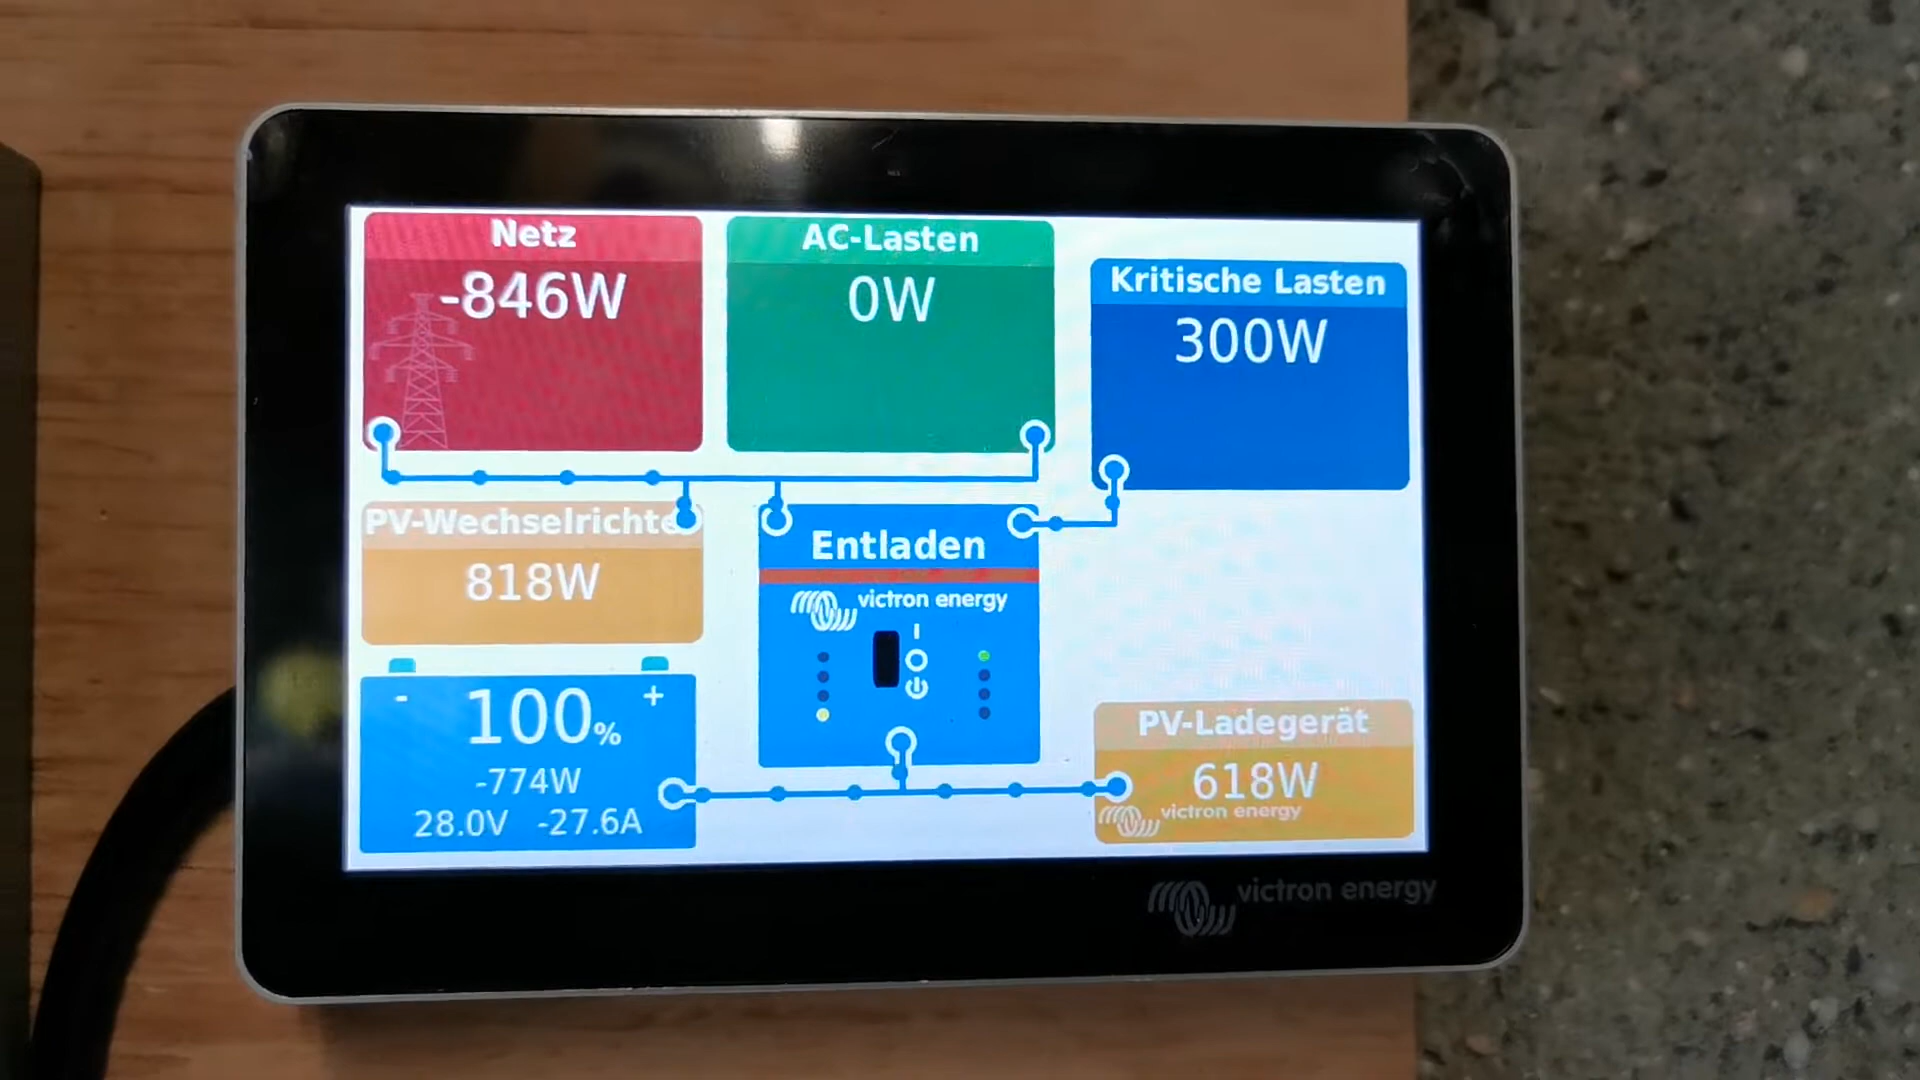 Netz
-846W
AC-Lasten
0W
Kritische Lasten
300W
PV-Wechselrichte
818W
Entladen
victron energy
- 100% +
-774W
28.0V -27.6A
PV-Ladegerät
618W
victron energy
victron energy